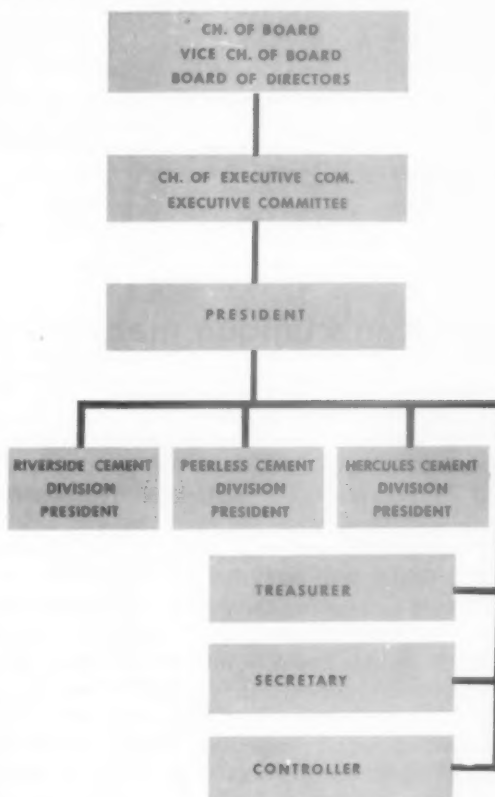 CH. OF BOARD
VICE CH. OF BOARD
BOARD OF DIRECTORS
CH. OF EXECUTIVE COM.
EXECUTIVE COMMITTEE
PRESIDENT
RIVERSIDE CEMENT
DIVISION
PRESIDENT
PEERLESS CEMENT
DIVISION
PRESIDENT
HERCULES CEMENT
DIVISION
PRESIDENT
TREASURER
SECRETARY
CONTROLLER